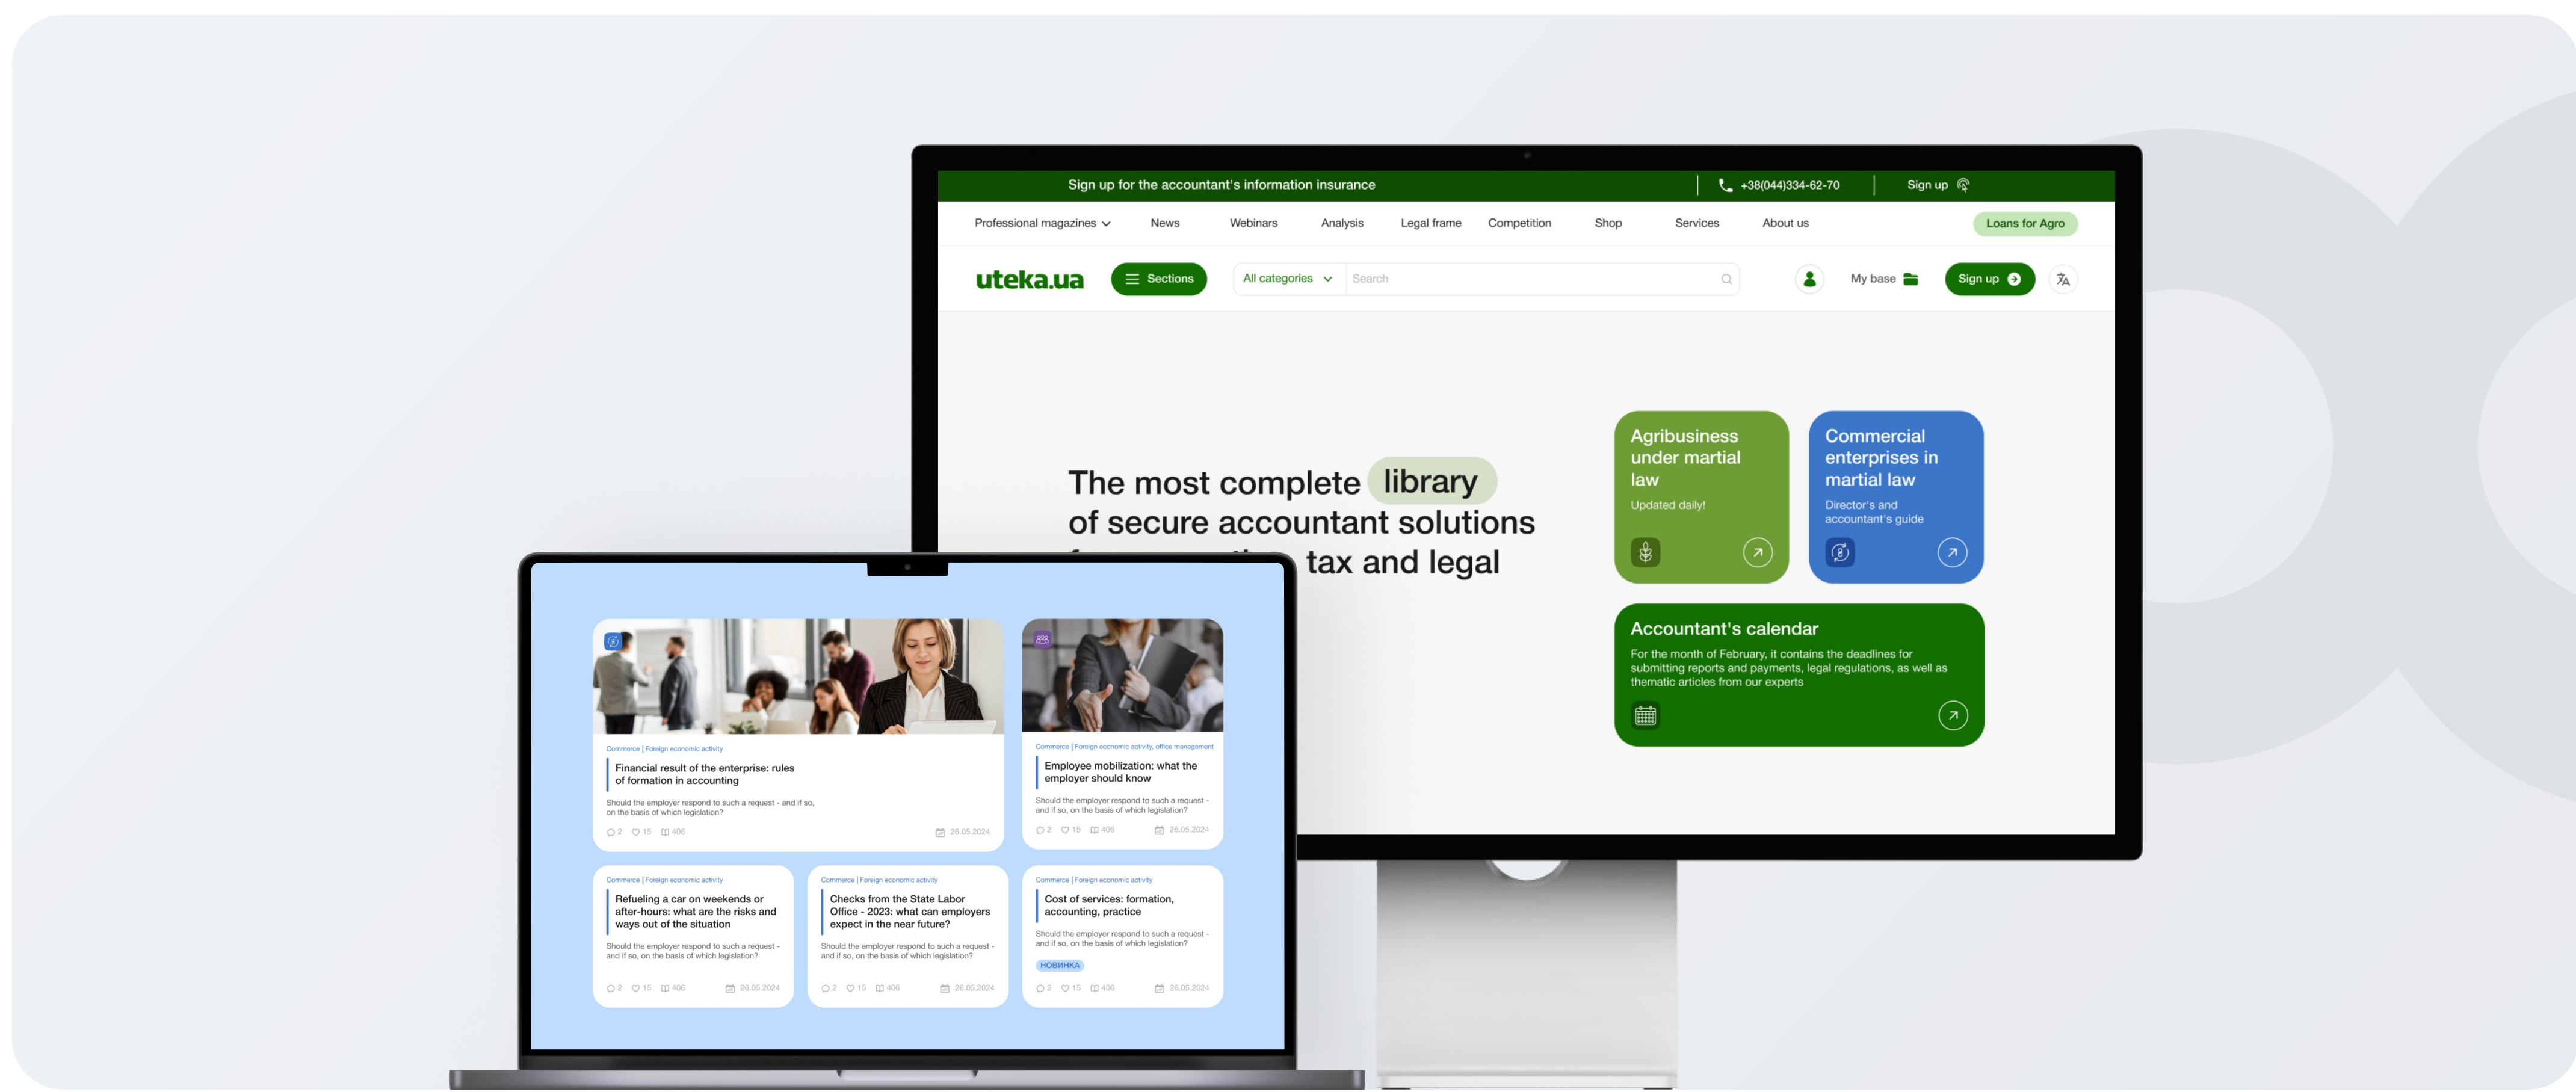 Sign up for the accountant's information insurance
+38(044)334-62-70
Sign up
Professional magazines
News
Webinars
Analysis
Legal frame
Competition
Shop
Services
About us
Loans for Agro
uteka.ua
Sections
All categories
Search
My base
Sign up
The most complete library
of secure accountant solutions
tax and legal
Agribusiness
under martial
law
Updated daily!
Commercial
enterprises in
martial law
Director's and
accountant's guide
Accountant's calendar
For the month of February, it contains the deadlines for
submitting reports and payments, legal regulations, as well as
thematic articles from our experts
Commerce | Foreign economic activity
Financial result of the enterprise: rules
of formation in accounting
Should the employer respond to such a request - and if so,
on the basis of which legislation?
2 15 406 26.05.2024
Commerce | Foreign economic activity, office management
Employee mobilization: what the
employer should know
Should the employer respond to such a request -
and if so, on the basis of which legislation?
2 15 406 26.05.2024
Commerce | Foreign economic activity
Refueling a car on weekends or
after-hours: what are the risks and
ways out of the situation
Should the employer respond to such a request -
and if so, on the basis of which legislation?
2 15 406 26.05.2024
Commerce | Foreign economic activity
Checks from the State Labor
Office - 2023: what can employers
expect in the near future?
Should the employer respond to such a request -
and if so, on the basis of which legislation?
2 15 406 26.05.2024
Commerce | Foreign economic activity
Cost of services: formation,
accounting, practice
Should the employer respond to such a request -
and if so, on the basis of which legislation?
НОВИНКА
2 15 406 26.05.2024